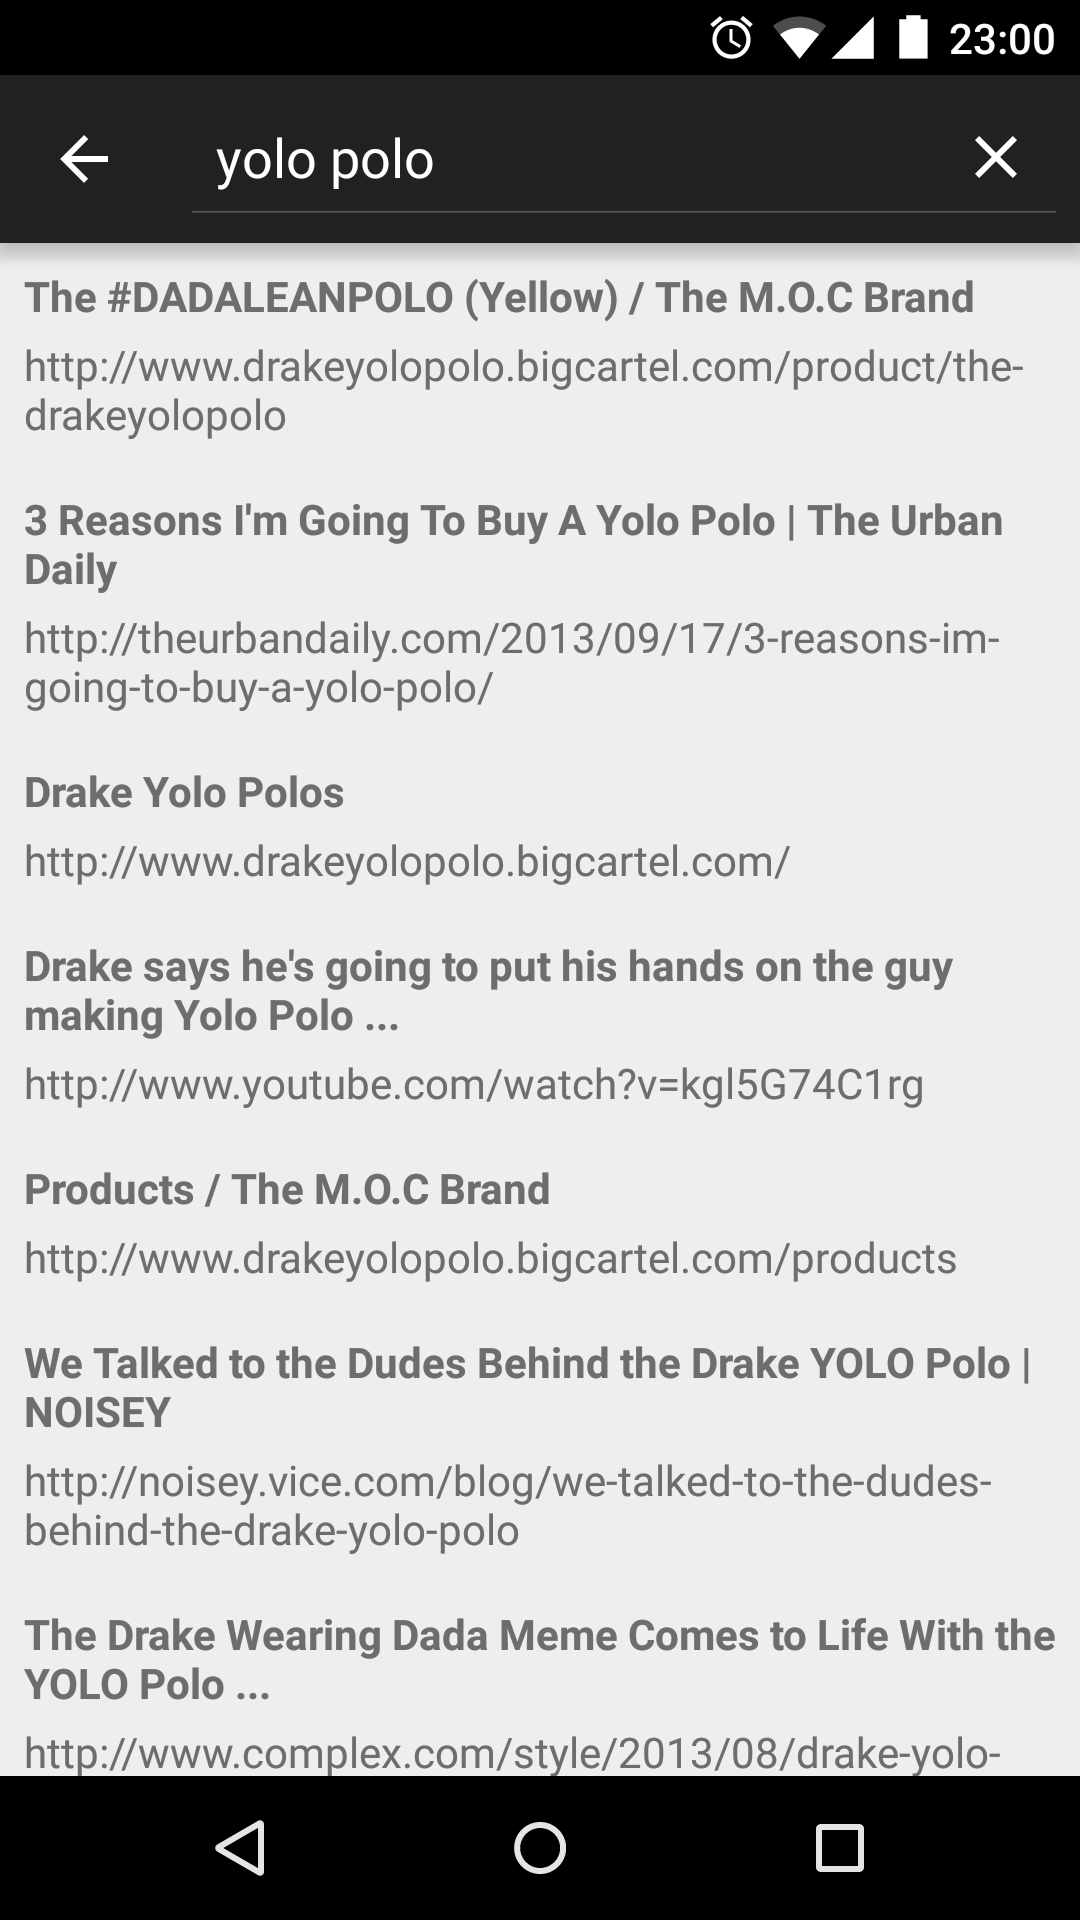 23:00
yolo polo
The #DADALEANPOLO (Yellow) / The M.O.C Brand
http://www.drakeyolopolo.bigcartel.com/product/the-
drakeyolopolo
3 Reasons I'm Going To Buy A Yolo Polo | The Urban
Daily
http://theurbandaily.com/2013/09/17/3-reasons-im-
going-to-buy-a-yolo-polo/
Drake Yolo Polos
http://www.drakeyolopolo.bigcartel.com/
Drake says he's going to put his hands on the guy
making Yolo Polo ...
http://www.youtube.com/watch?v=kgl5G74C1rg
Products / The M.O.C Brand
http://www.drakeyolopolo.bigcartel.com/products
We Talked to the Dudes Behind the Drake YOLO Polo |
NOISEY
http://noisey.vice.com/blog/we-talked-to-the-dudes-
behind-the-drake-yolo-polo
The Drake Wearing Dada Meme Comes to Life With the
YOLO Polo ...
http://www.complex.com/style/2013/08/drake-yolo-